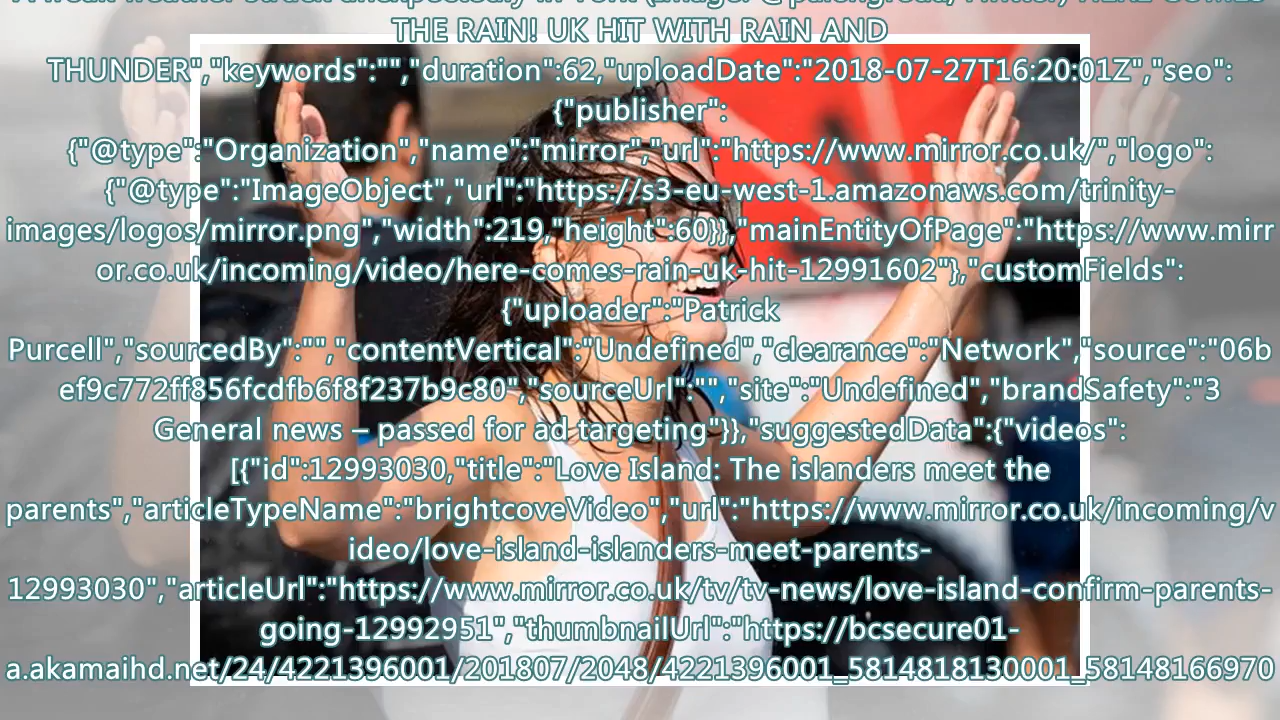 THE RAIN! UK HIT WITH RAIN AND
THUNDER","keywords":"","duration":62,"uploadDate":"2018-07-27T16:20:01Z","seo":
{"publisher":
{"@type":"Organization","name":"mirror","url":"https://www.mirror.co.uk/","logo":
{"@type":"ImageObject","url":"https://s3-eu-west-1.amazonaws.com/trinity-
images/logos/mirror.png","width":219,"height":60}},"mainEntityOfPage":"https://www.mirr
or.co.uk/incoming/video/here-comes-rain-uk-hit-12991602"},"customFields":
{"uploader":"Patrick
Purcell","sourcedBy":"","contentVertical":"Undefined","clearance":"Network","source":"06b
ef9c772ff856fcdfb6f8f237b9c80","sourceUrl":"","site":"Undefined","brandSafety":"3
General news – passed for ad targeting"}},"suggestedData":{"videos":
[{"id":12993030,"title":"Love Island: The islanders meet the
parents","articleTypeName":"brightcoveVideo","url":"https://www.mirror.co.uk/incoming/v
ideo/love-island-islanders-meet-parents-
12993030","articleUrl":"https://www.mirror.co.uk/tv/tv-news/love-island-confirm-parents-
going-12992951","thumbnailUrl":"https://bcsecure01-
a.akamaihd.net/24/4221396001/201807/2048/4221396001_5814818130001_58148166970